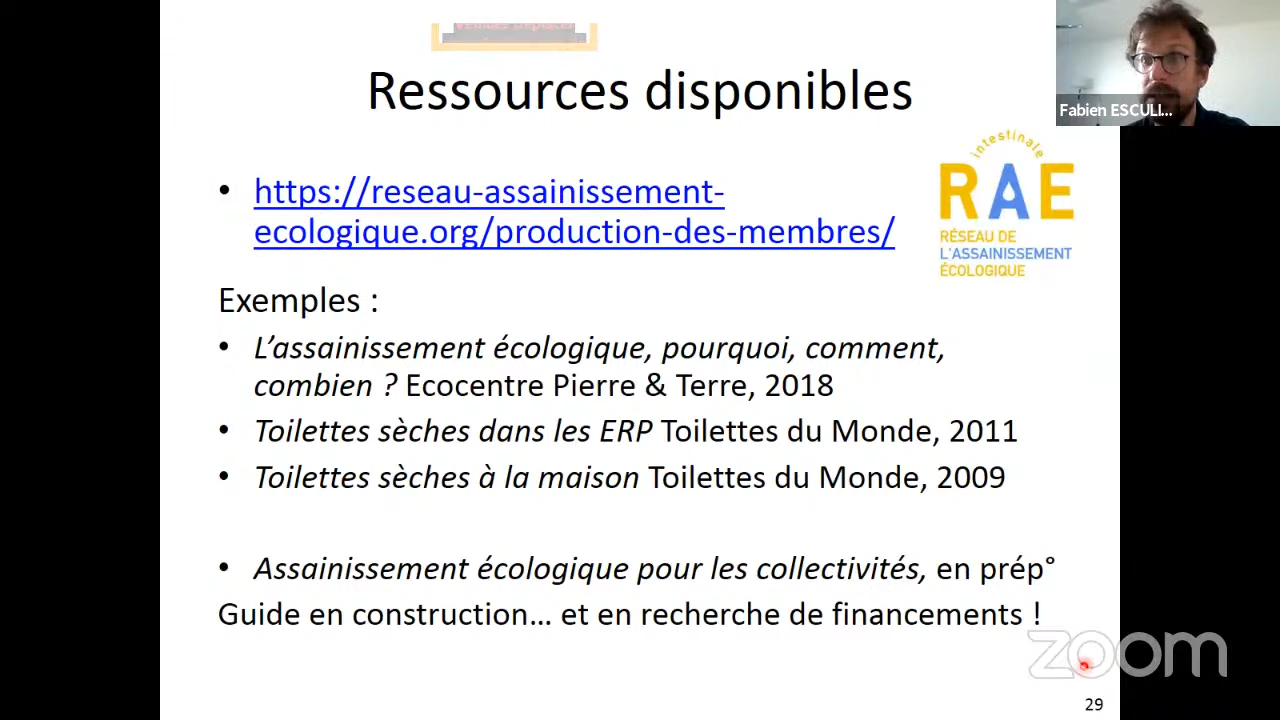 Ressources disponibles
Fabien ESCULI...
intestinale
RAE
RÉSEAU DE
L'ASSAINISSEMENT
ÉCOLOGIQUE
• https://reseau-assainissement-
ecologique.org/production-des-membres/
Exemples :
• L’assainissement écologique, pourquoi, comment,
combien ? Ecocentre Pierre & Terre, 2018
• Toilettes sèches dans les ERP Toilettes du Monde, 2011
• Toilettes sèches à la maison Toilettes du Monde, 2009
• Assainissement écologique pour les collectivités, en prép°
Guide en construction… et en recherche de financements !
zoom
29